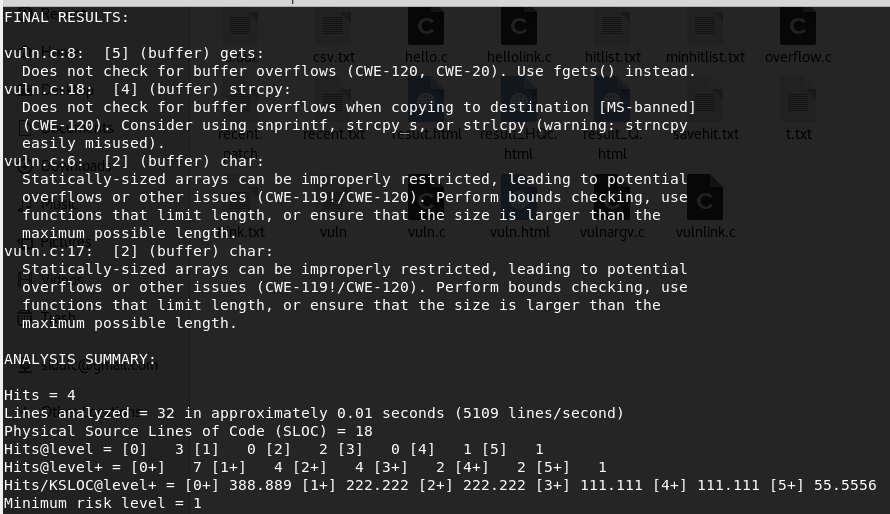 FINAL RESULTS:
vuln.c:8:  [5] (buffer) gets:
  Does not check for buffer overflows (CWE-120, CWE-20). Use fgets() instead.
vuln.c:18:  [4] (buffer) strcpy:
  Does not check for buffer overflows when copying to destination [MS-banned]
  (CWE-120). Consider using snprintf, strcpy_s, or strlcpy (warning: strncpy
  easily misused).
vuln.c:6:  [2] (buffer) char:
  Statically-sized arrays can be improperly restricted, leading to potential
  overflows or other issues (CWE-119!/CWE-120). Perform bounds checking, use
  functions that limit length, or ensure that the size is larger than the
  maximum possible length.
vuln.c:17:  [2] (buffer) char:
  Statically-sized arrays can be improperly restricted, leading to potential
  overflows or other issues (CWE-119!/CWE-120). Perform bounds checking, use
  functions that limit length, or ensure that the size is larger than the
  maximum possible length.
ANALYSIS SUMMARY:
Hits = 4
Lines analyzed = 32 in approximately 0.01 seconds (5109 lines/second)
Physical Source Lines of Code (SLOC) = 18
Hits@level = [0]   3 [1]   0 [2]   2 [3]   0 [4]   1 [5]   1
Hits@level+ = [0+]   7 [1+]   4 [2+]   4 [3+]   2 [4+]   2 [5+]   1
Hits/KSLOC@level+ = [0+] 388.889 [1+] 222.222 [2+] 222.222 [3+] 111.111 [4+] 111.111 [5+] 55.5556
Minimum risk level = 1
csv.txt
hello.c
hellolink.c
hitlist.txt
minhitlist.txt
overflow.c
recent.
patch
recent.txt
result.html
result_HQc.
html
result_Q.
html
savehit.txt
t.txt
vuln
vuln.c
vuln.html
vulnargv.c
vulnlink.c
Downloads
Music
Pictures
Videos
Trash